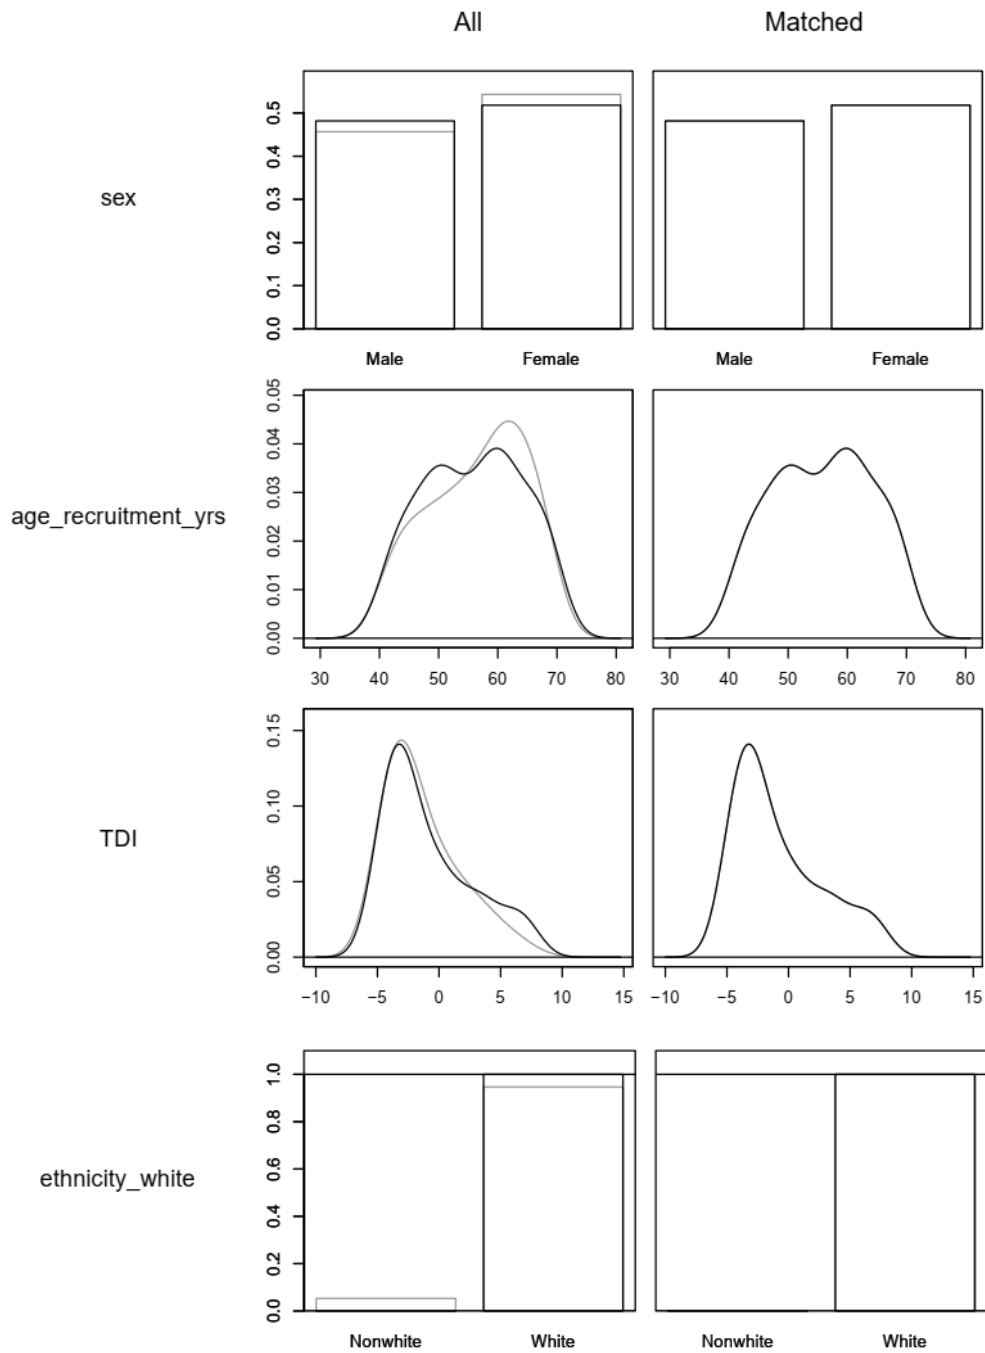 All Matched
sex
0.0 0.1 0.2 0.3 0.4 0.5
Male Female Male Female
age_recruitment_yrs
0.00 0.01 0.02 0.03 0.04 0.05
30 40 50 60 70 80 30 40 50 60 70 80
TDI
0.00 0.05 0.10 0.15
−10 −5 0 5 10 15 −10 −5 0 5 10 15
ethnicity_white
0.0 0.2 0.4 0.6 0.8 1.0
Nonwhite White Nonwhite White